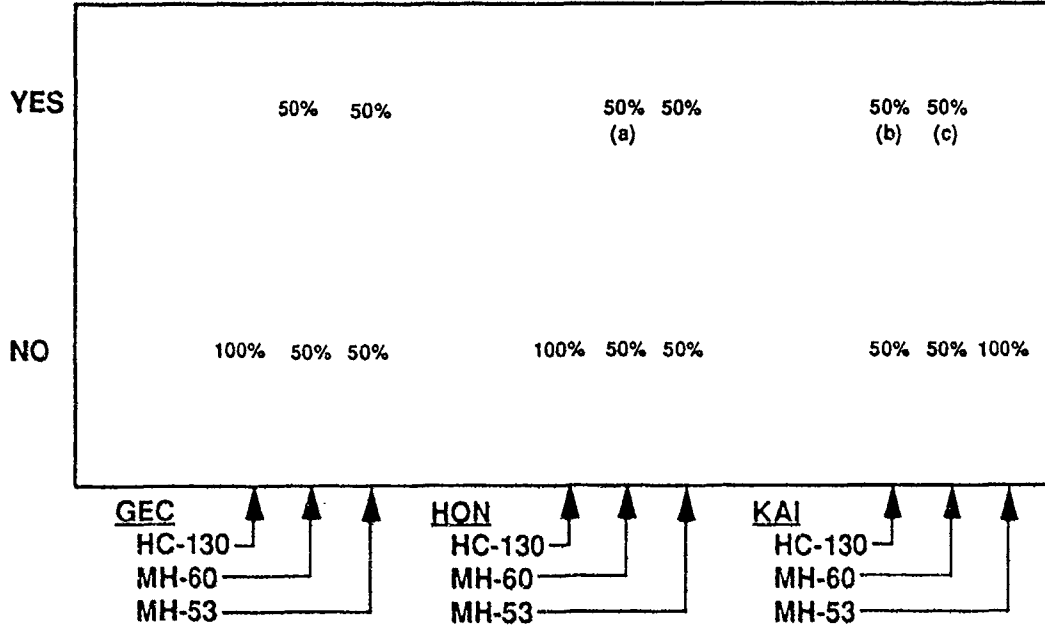 YES 50% 50% 50% 50% 50% 50%
(a) (b) (c)
NO 100% 50% 50% 100% 50% 50% 50% 50% 100%
GEC HON KAI
HC-130 HC-130 HC-130
MH-60 MH-60 MH-60
MH-53 MH-53 MH-53